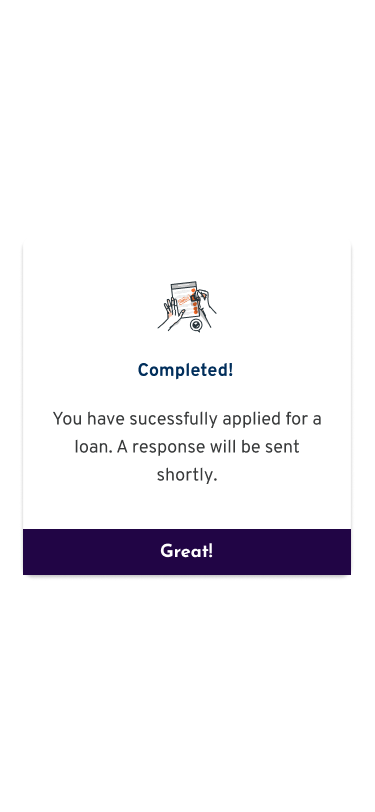 Completed!
You have sucessfully applied for a
loan. A response will be sent
shortly.
Great!